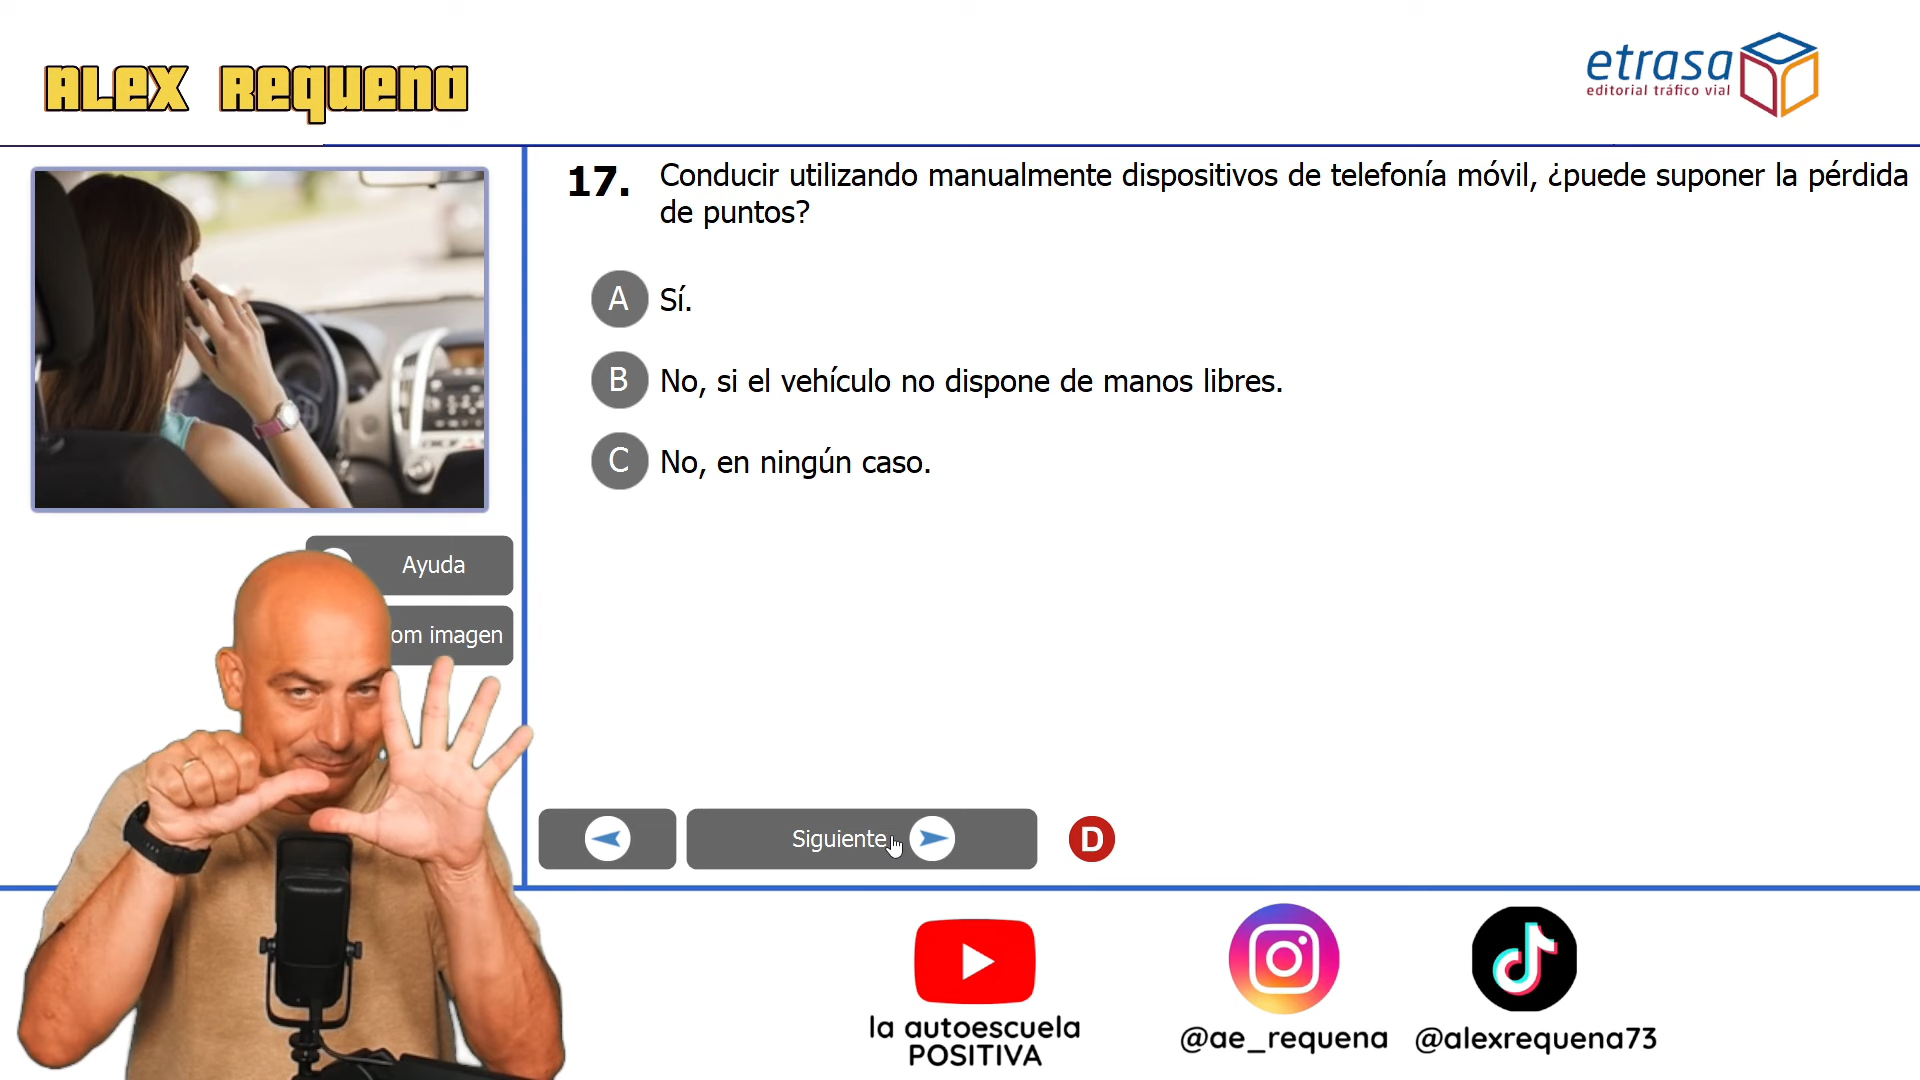 ALEX REQUENA
etrasa
editorial tráfico vial
17. Conducir utilizando manualmente dispositivos de telefonía móvil, ¿puede suponer la pérdida
de puntos?
A Sí.
B No, si el vehículo no dispone de manos libres.
C No, en ningún caso.
Ayuda
om imagen
Siguiente
D
la autoescuela
POSITIVA
@ae_requena
@alexrequena73